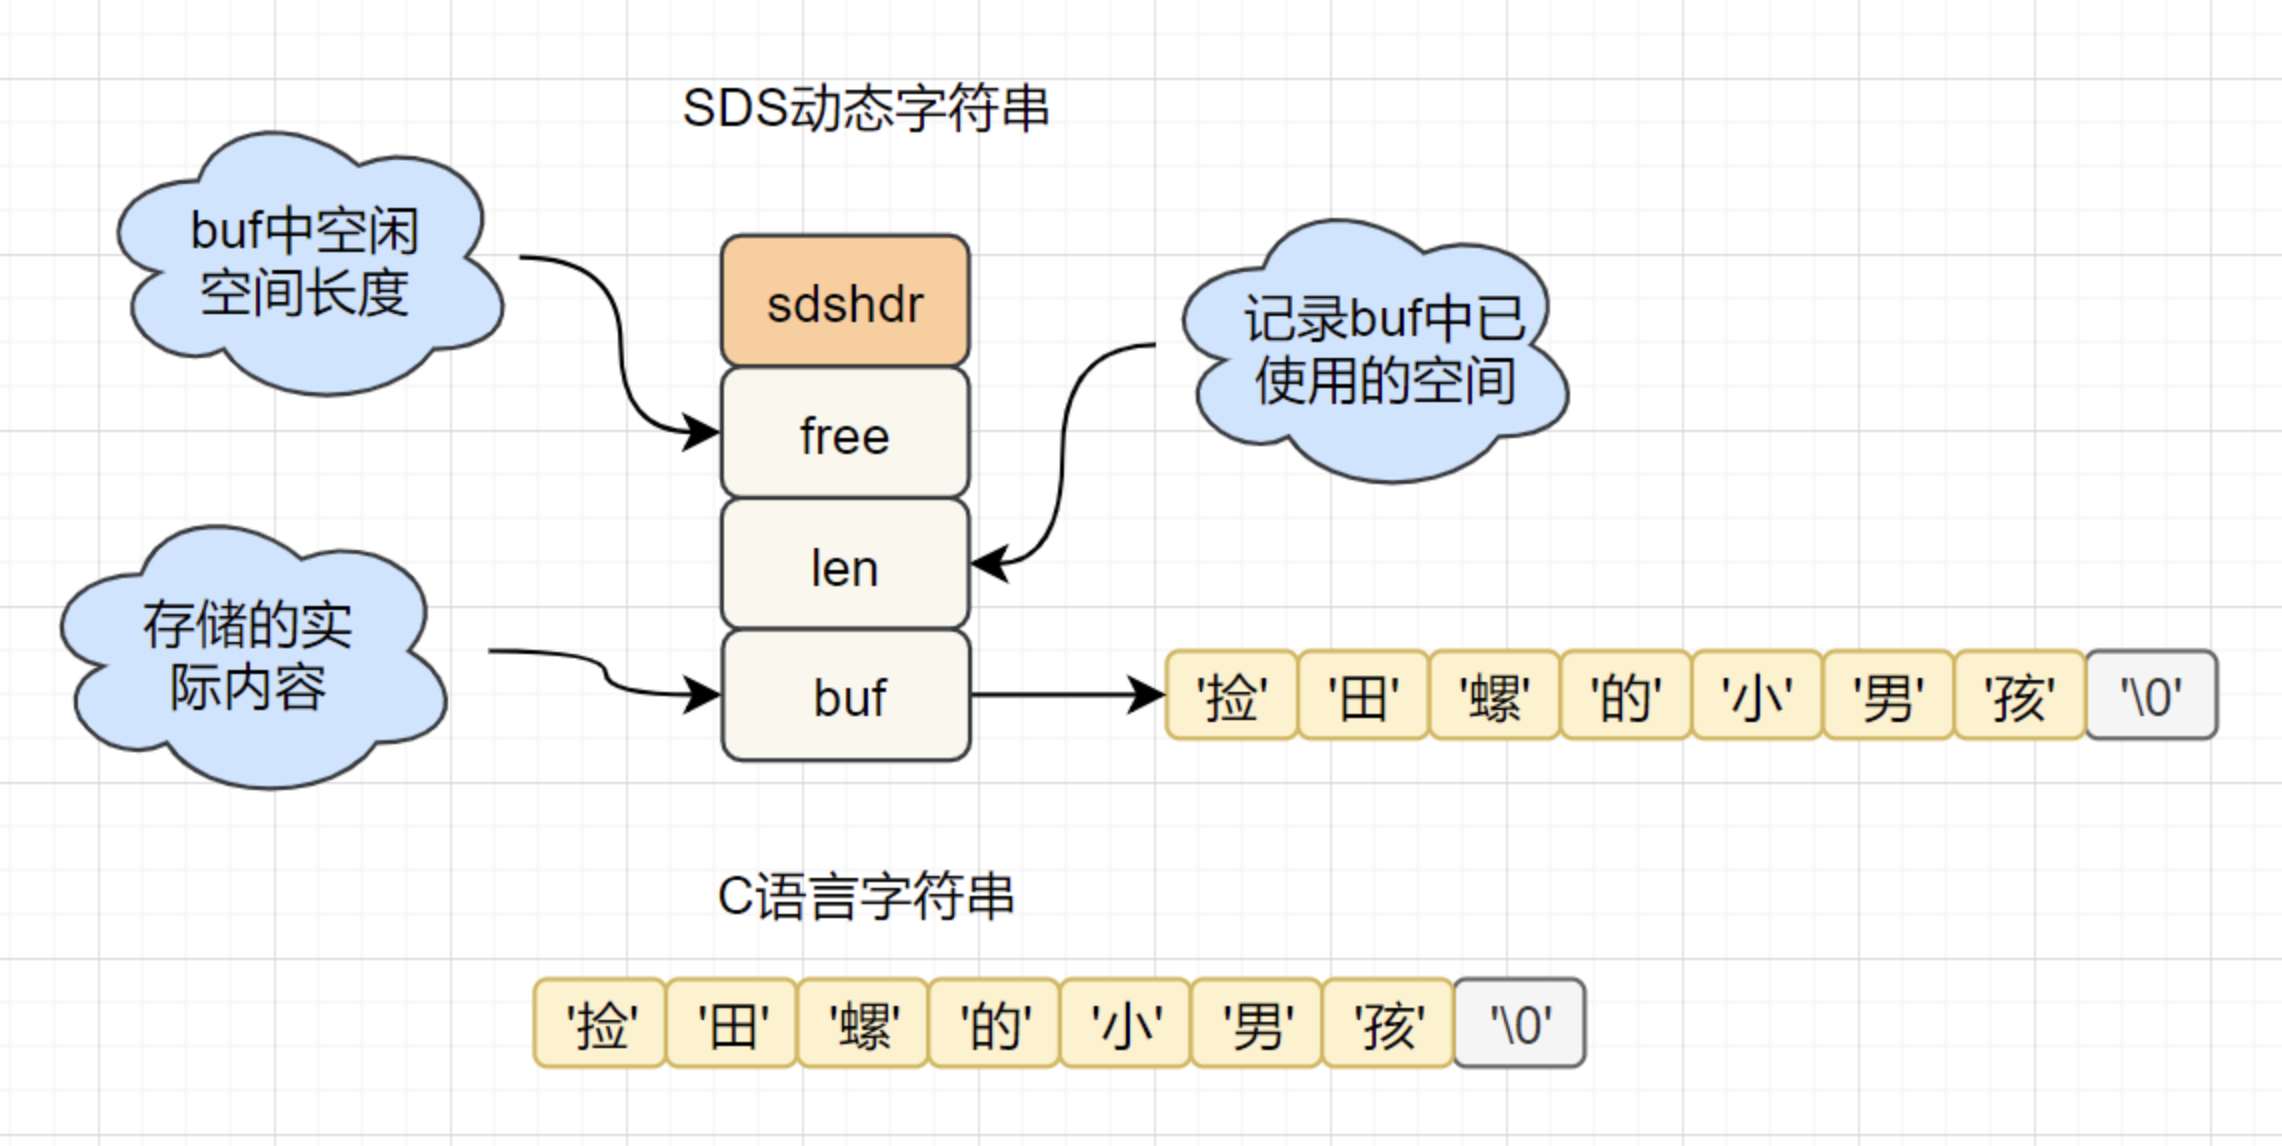 SDS动态字符串
buf中空闲
空间长度
sdshdr
记录buf中已
使用的空间
free
len
存储的实
际内容
buf
'捡' '田' '螺' '的' '小' '男' '孩' '\0'
C语言字符串
'捡' '田' '螺' '的' '小' '男' '孩' '\0'